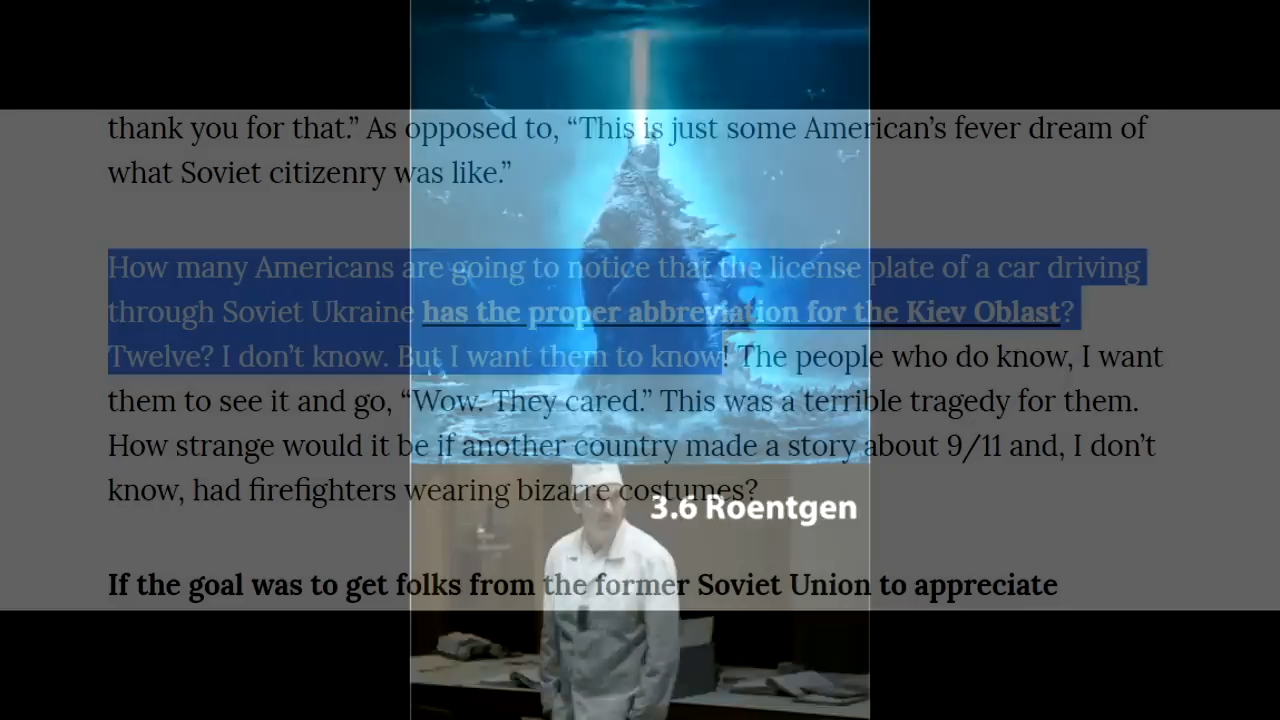 thank you for that.” As opposed to, “This is just some American’s fever dream of
what Soviet citizenry was like.”
How many Americans are going to notice that the license plate of a car driving
through Soviet Ukraine has the proper abbreviation for the Kiev Oblast?
Twelve? I don’t know. But I want them to know! The people who do know, I want
them to see it and go, “Wow. They cared.” This was a terrible tragedy for them.
How strange would it be if another country made a story about 9/11 and, I don’t
know, had firefighters wearing bizarre costumes?
3.6 Roentgen
If the goal was to get folks from the former Soviet Union to appreciate